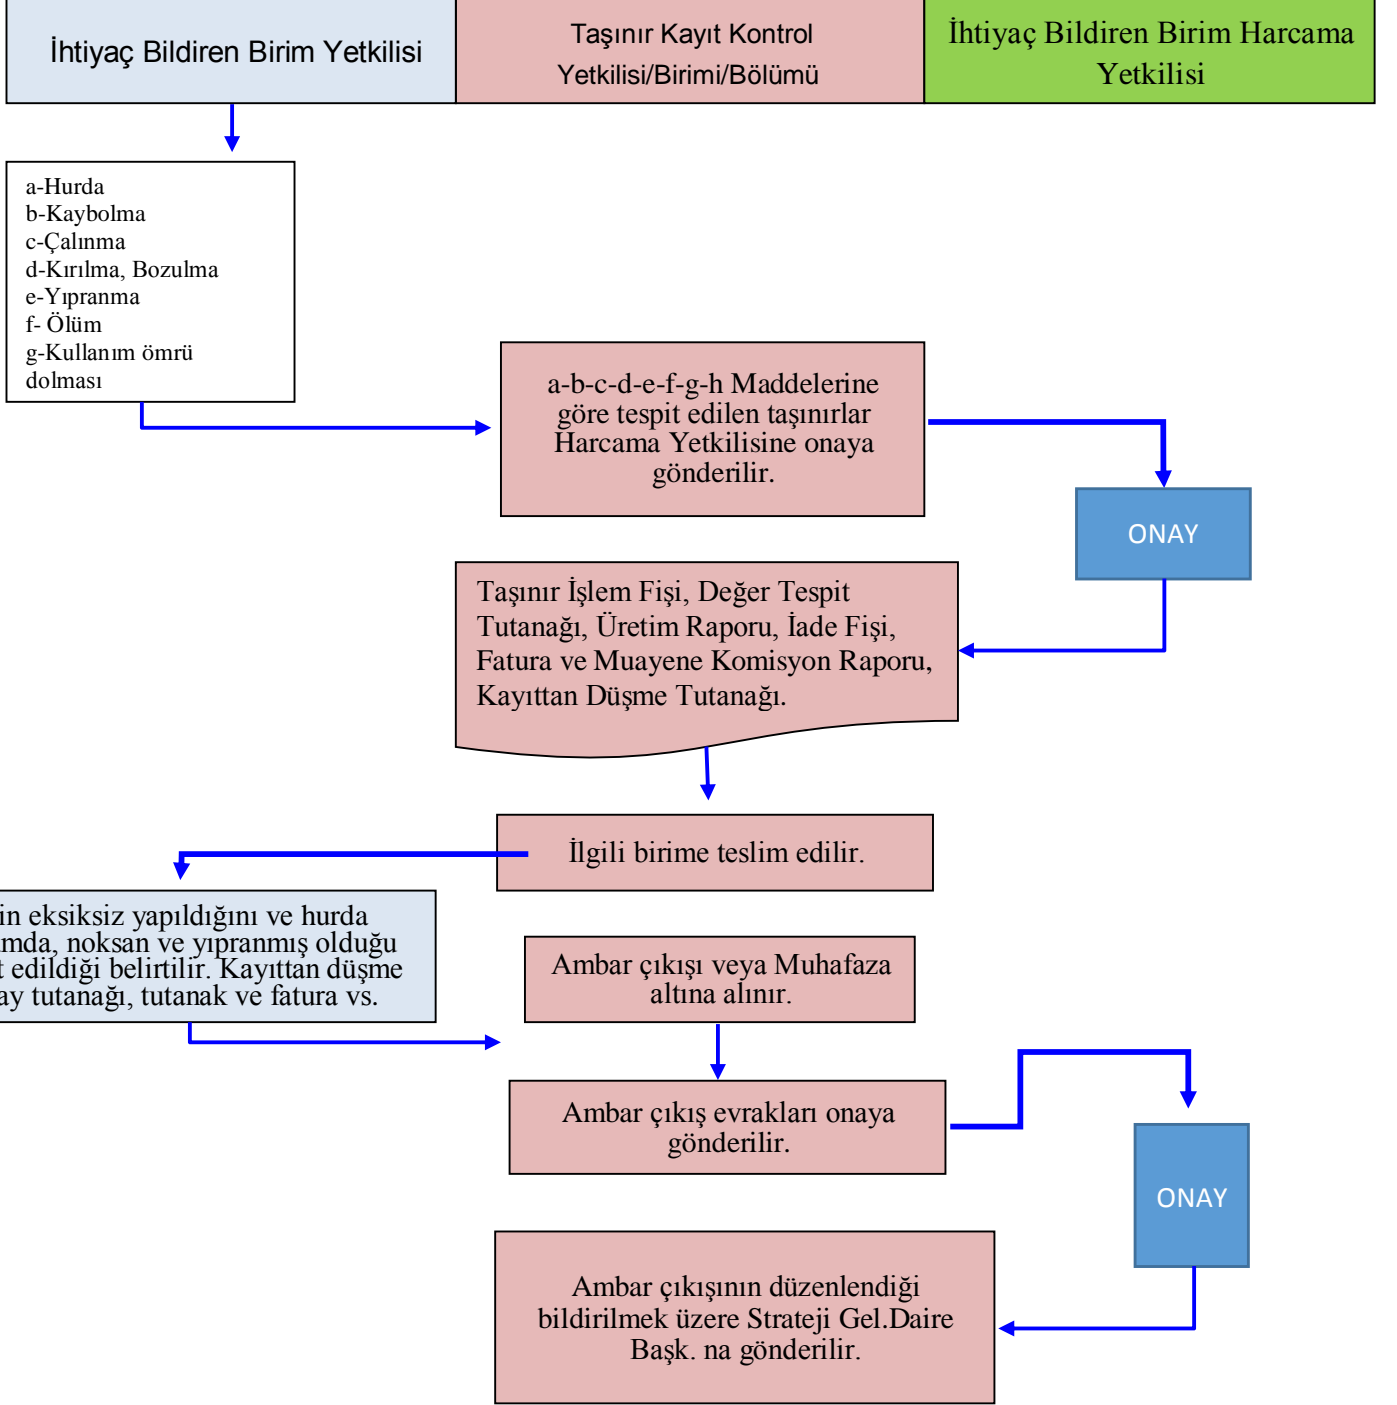 İhtiyaç Bildiren Birim Yetkilisi
Taşınır Kayıt Kontrol
Yetkilisi/Birimi/Bölümü
İhtiyaç Bildiren Birim Harcama
Yetkilisi
a-Hurda
b-Kaybolma
c-Çalınma
d-Kırılma, Bozulma
e-Yıpranma
f- Ölüm
g-Kullanım ömrü
dolması
a-b-c-d-e-f-g-h Maddelerine
göre tespit edilen taşınırlar
Harcama Yetkilisine onaya
gönderilir.
ONAY
Taşınır İşlem Fişi, Değer Tespit
Tutanağı, Üretim Raporu, İade Fişi,
Fatura ve Muayene Komisyon Raporu,
Kayıttan Düşme Tutanağı.
İlgili birime teslim edilir.
eksiksiz yapıldığını ve hurda
noksan ve yıpranmış olduğu
edildiği belirtilir. Kayıttan düşme
tutanağı, tutanak ve fatura vs.
Ambar çıkışı veya Muhafaza
altına alınır.
Ambar çıkış evrakları onaya
gönderilir.
ONAY
Ambar çıkışının düzenlendiği
bildirilmek üzere Strateji Gel.Daire
Başk. na gönderilir.